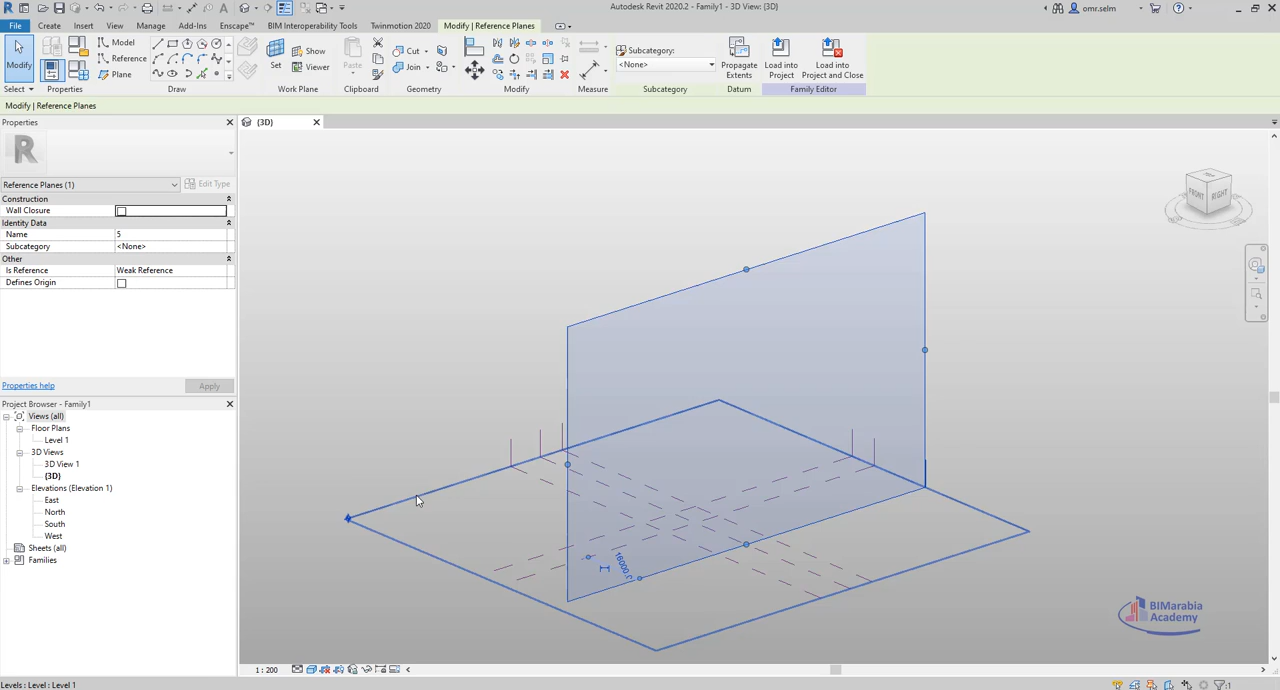 Autodesk Revit 2020.2 - Family1 - 3D View: {3D}
omr.selm
File Create Insert View Manage Add-Ins Enscape™ BIM Interoperability Tools Twinmotion 2020 Modify | Reference Planes
Modify
Model
Reference
Plane
Set
Show
Viewer
Paste
Cut
Join
Subcategory:
<None>
Propagate Extents
Load into Project
Load into Project and Close
Select Properties Draw Work Plane Clipboard Geometry Modify Measure Subcategory Datum Family Editor
Modify | Reference Planes
Properties
{3D}
Reference Planes (1) Edit Type
Construction
Wall Closure
Identity Data
Name 5
Subcategory <None>
Other
Is Reference Weak Reference
Defines Origin
Properties help Apply
Project Browser - Family1
Views (all)
Floor Plans
Level 1
3D Views
3D View 1
{3D}
Elevations (Elevation 1)
East
North
South
West
Sheets (all)
Families
TOP
FRONT RIGHT
BIMarabia
Academy
1 : 200
Levels : Level : Level 1
:1